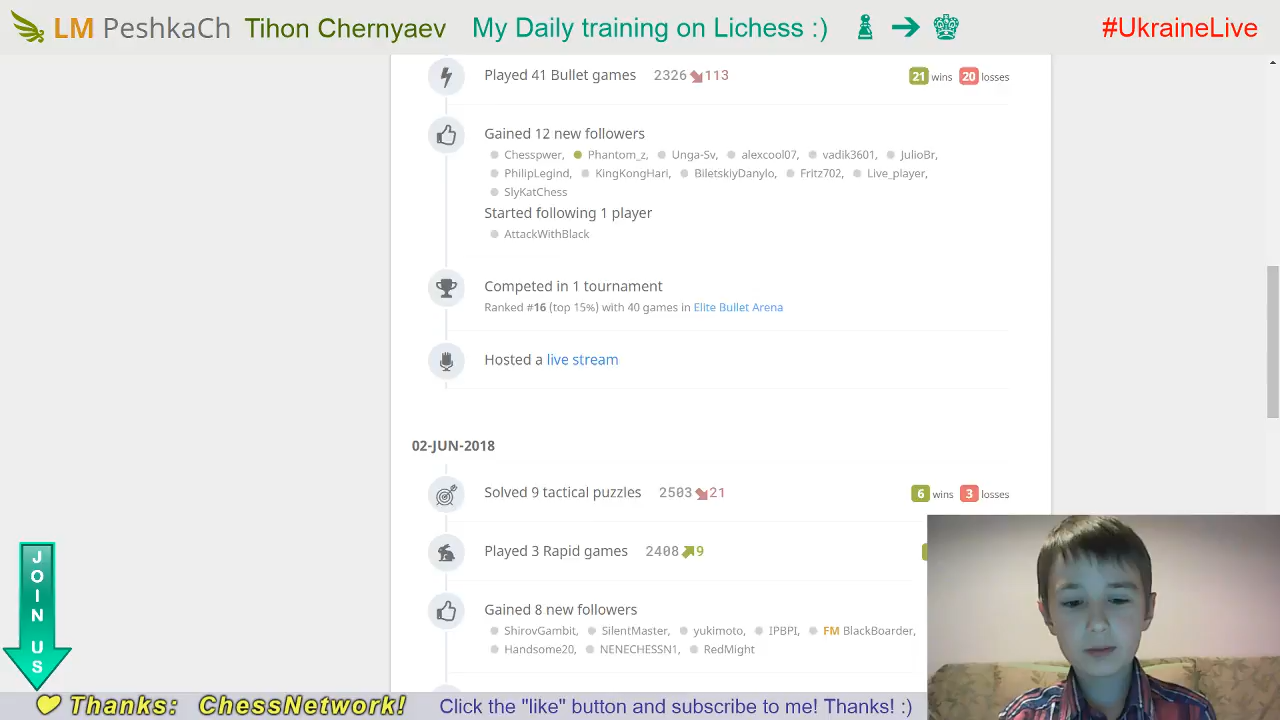 LM PeshkaCh Tihon Chernyaev My Daily training on Lichess :) #UkraineLive
Played 41 Bullet games 2326 113 21 wins 20 losses
Gained 12 new followers
Chesspwer, Phantom_z, Unga-Sv, alexcool07, vadik3601, JulioBr,
PhilipLegind, KingKongHari, BiletskiyDanylo, Fritz702, Live_player,
SlyKatChess
Started following 1 player
AttackWithBlack
Competed in 1 tournament
Ranked #16 (top 15%) with 40 games in Elite Bullet Arena
Hosted a live stream
02-JUN-2018
Solved 9 tactical puzzles 2503 21 6 wins 3 losses
Played 3 Rapid games 2408 9
Gained 8 new followers
ShirovGambit, SilentMaster, yukimoto, IPBPI, FM BlackBoarder,
Handsome20, NENECHESSN1, RedMight
JOIN US
Thanks: ChessNetwork! Click the "like" button and subscribe to me! Thanks! :)